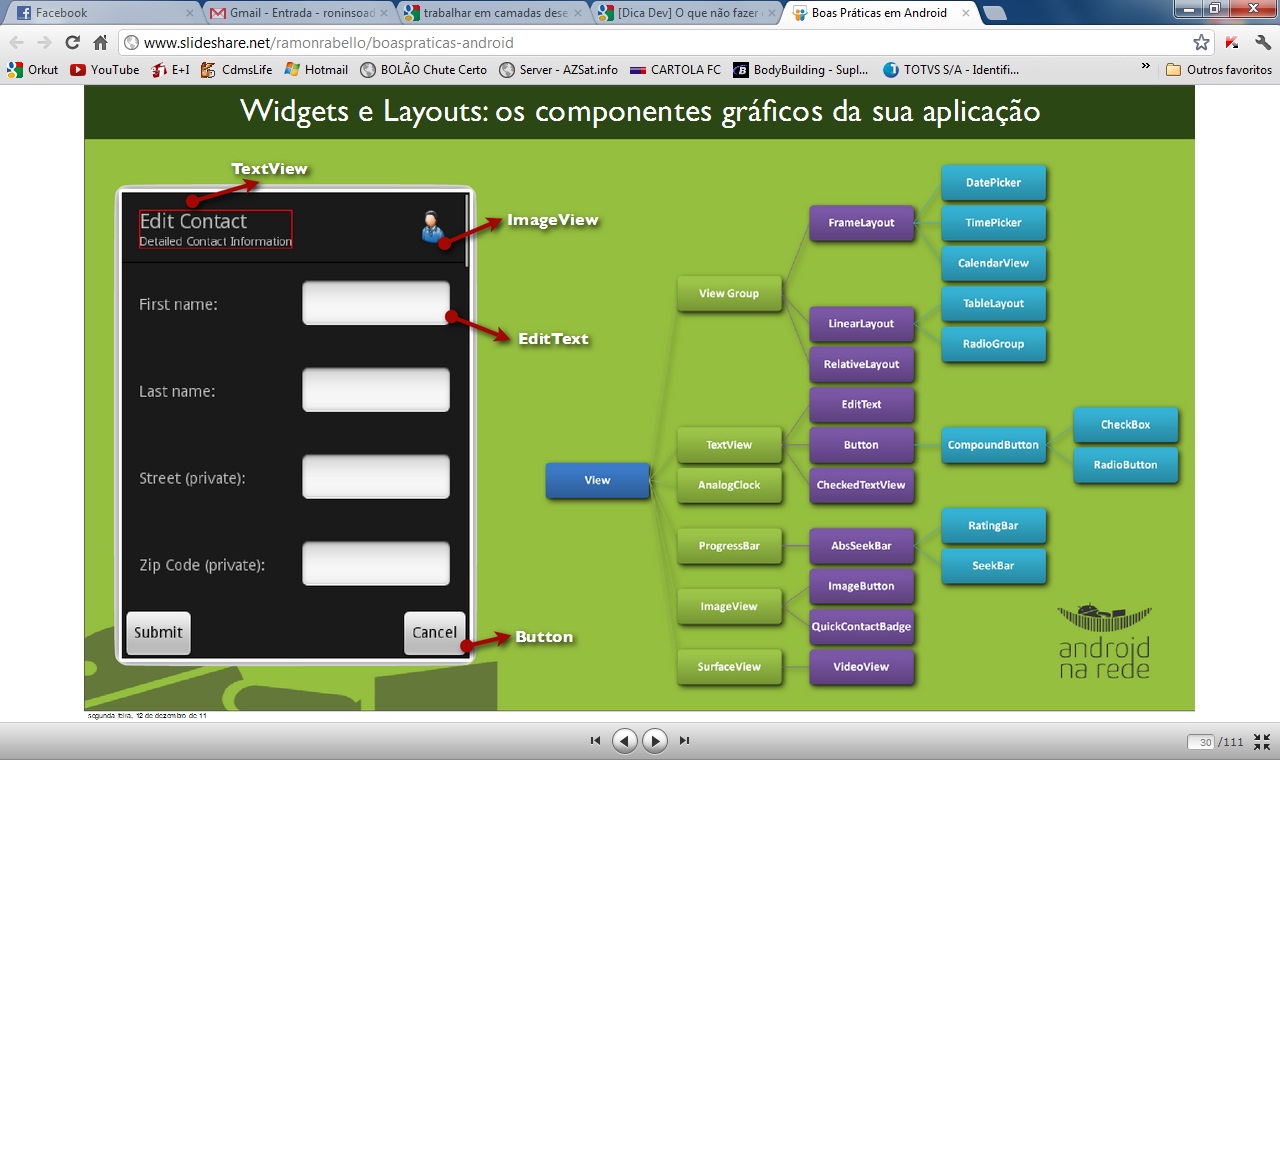 Facebook
Gmail - Entrada - roninsoad
trabalhar em camadas dese
[Dica Dev] O que não fazer
Boas Práticas em Android
www.slideshare.net/ramonrabello/boaspraticas-android
Orkut
YouTube
E+I
CdmsLife
Hotmail
BOLÃO Chute Certo
Server - AZSat.info
CARTOLA FC
BodyBuilding - Supl...
TOTVS S/A - Identifi...
»
Outros favoritos
Widgets e Layouts: os componentes gráficos da sua aplicação
TextView
Edit Contact
Detailed Contact Information
ImageView
First name:
EditText
Last name:
Street (private):
Zip Code (private):
Submit
Cancel
Button
View
View Group
TextView
AnalogClock
ProgressBar
ImageView
SurfaceView
FrameLayout
LinearLayout
RelativeLayout
EditText
Button
CheckedTextView
AbsSeekBar
ImageButton
QuickContactBadge
VideoView
DatePicker
TimePicker
CalendarView
TableLayout
RadioGroup
CompoundButton
RatingBar
SeekBar
CheckBox
RadioButton
android
na rede
segunda-feira, 12 de dezembro de 11
30 /111